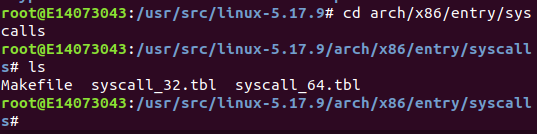 root@E14073043:/usr/src/linux-5.17.9# cd arch/x86/entry/sys
calls
root@E14073043:/usr/src/linux-5.17.9/arch/x86/entry/syscall
s# ls
Makefile  syscall_32.tbl  syscall_64.tbl
root@E14073043:/usr/src/linux-5.17.9/arch/x86/entry/syscall
s#